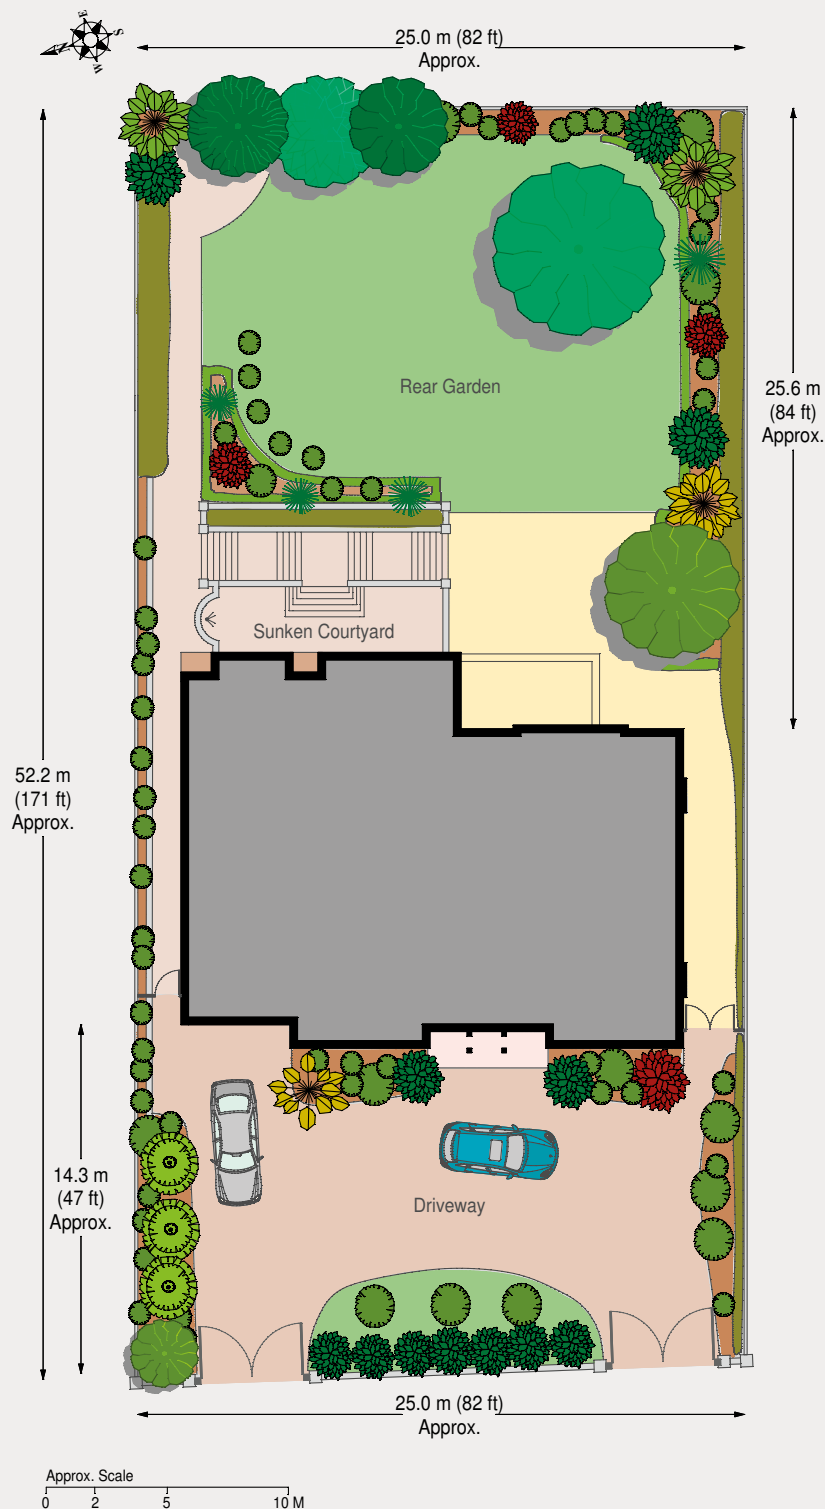 E
S
N
W
25.0 m (82 ft)
Approx.
Rear Garden
25.6 m
(84 ft)
Approx.
Sunken Courtyard
52.2 m
(171 ft)
Approx.
14.3 m
(47 ft)
Approx.
Driveway
25.0 m (82 ft)
Approx.
Approx. Scale
0 2 5 10 M